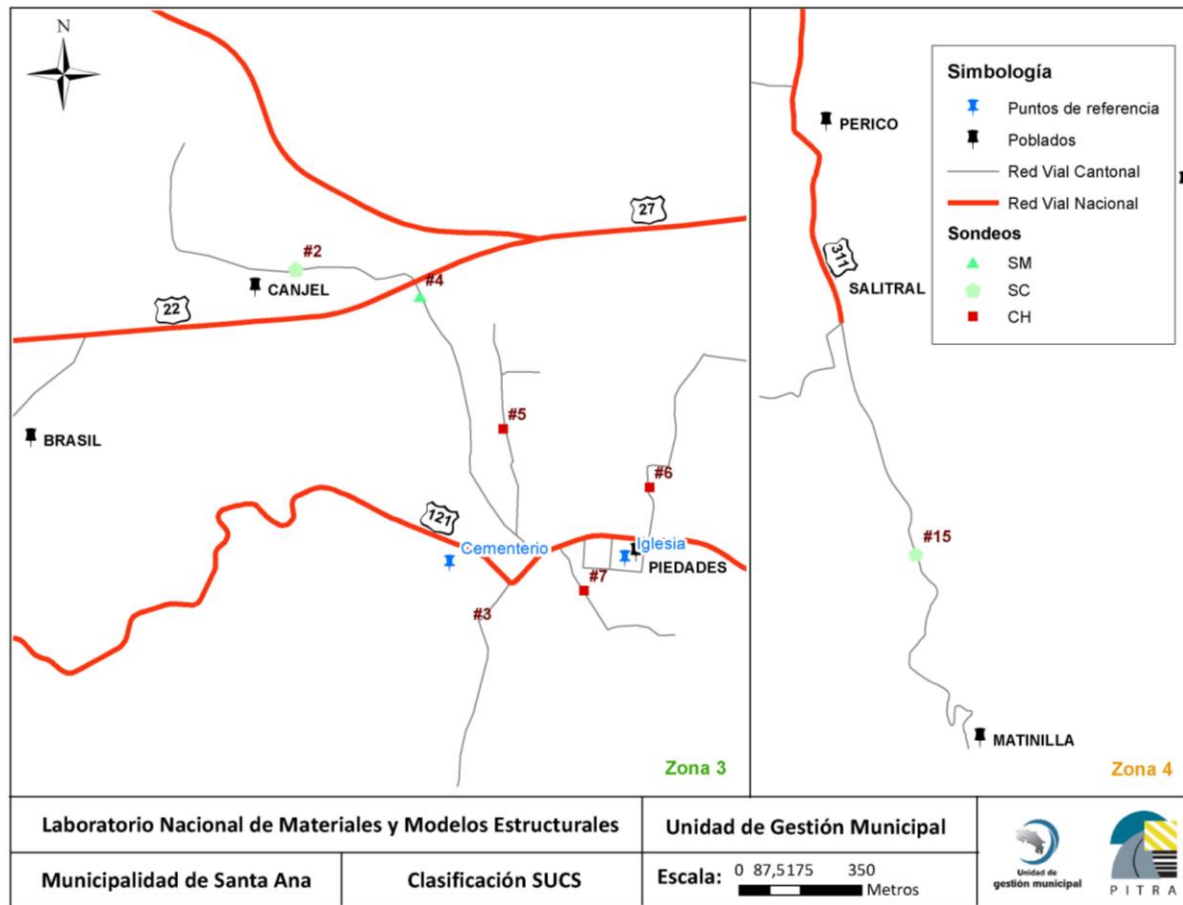 N
#2
CANJEL
#4
27
22
#5
BRASIL
#6
121
Cementerio
Iglesia
PIEDADES
#7
#3
Zona 3
PERICO
311
SALITRAL
#15
MATINILLA
Zona 4
Simbología
Puntos de referencia
Poblados
Red Vial Cantonal
Red Vial Nacional
Sondeos
SM
SC
CH
Laboratorio Nacional de Materiales y Modelos Estructurales
Unidad de Gestión Municipal
Municipalidad de Santa Ana
Clasificación SUCS
Escala: 0 87,5175 350
Metros
Unidad de
gestión municipal
PITRA